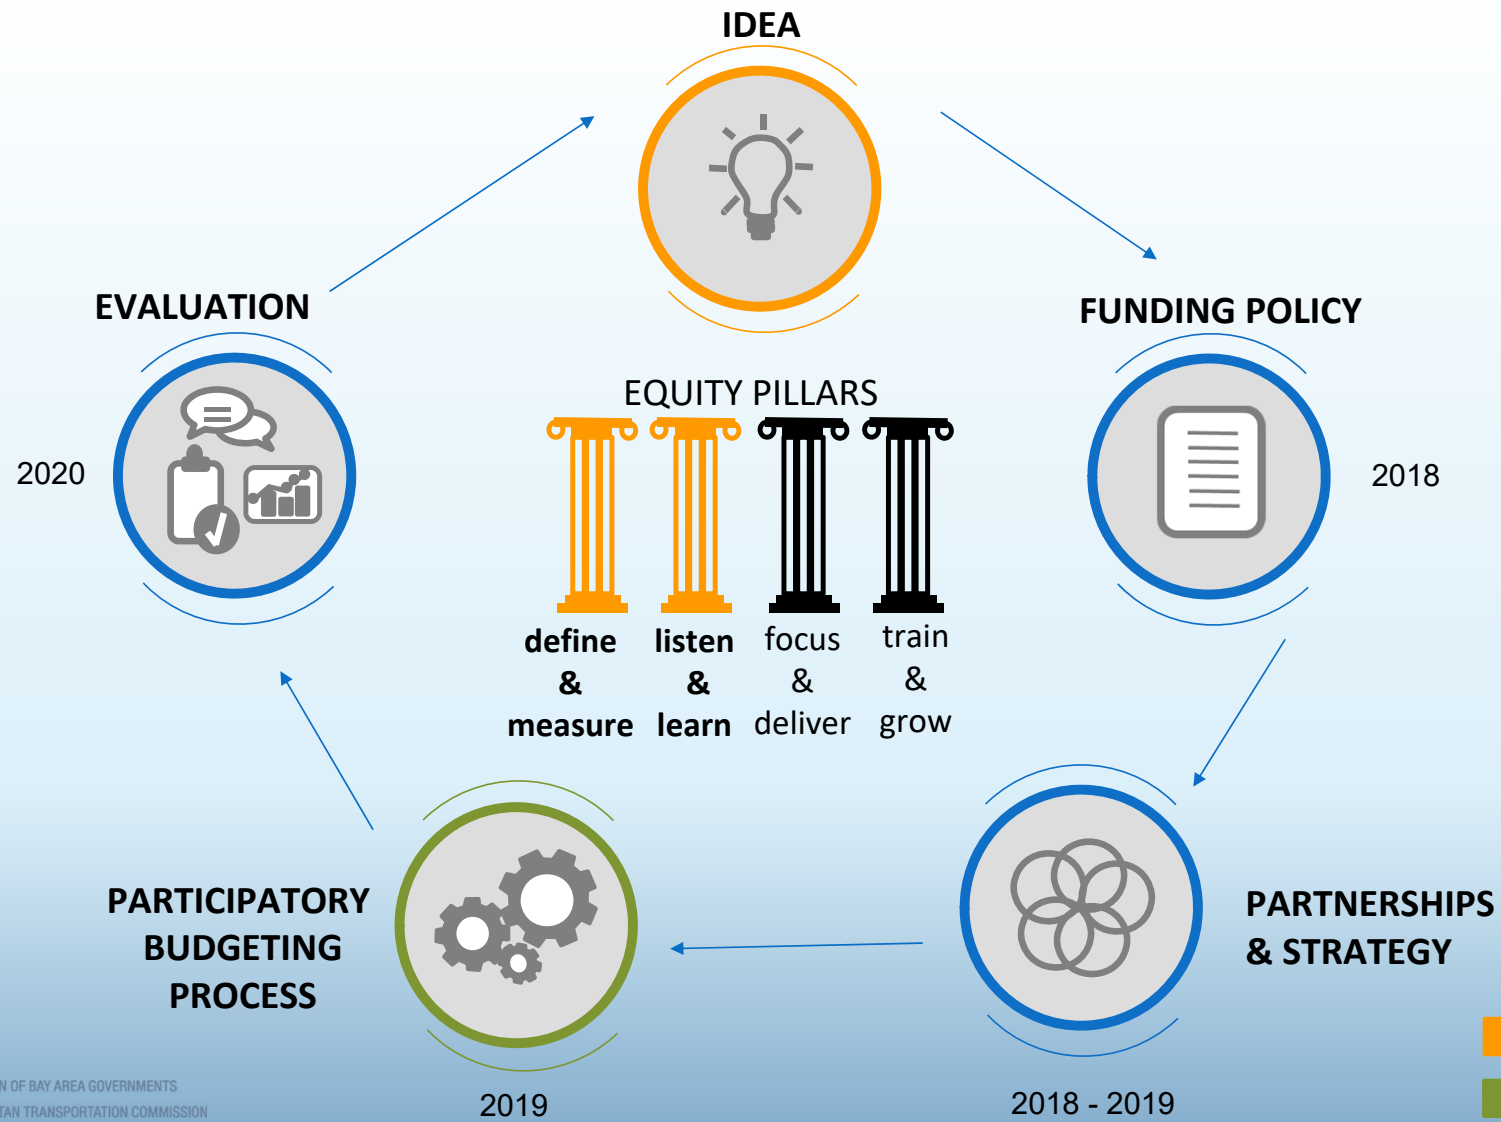 IDEA
EVALUATION
FUNDING POLICY
EQUITY PILLARS
2020
2018
define
&
measure
listen
&
learn
focus
&
deliver
train
&
grow
PARTICIPATORY
BUDGETING
PROCESS
PARTNERSHIPS
& STRATEGY
2019
2018 - 2019
N OF BAY AREA GOVERNMENTS
TAN TRANSPORTATION COMMISSION